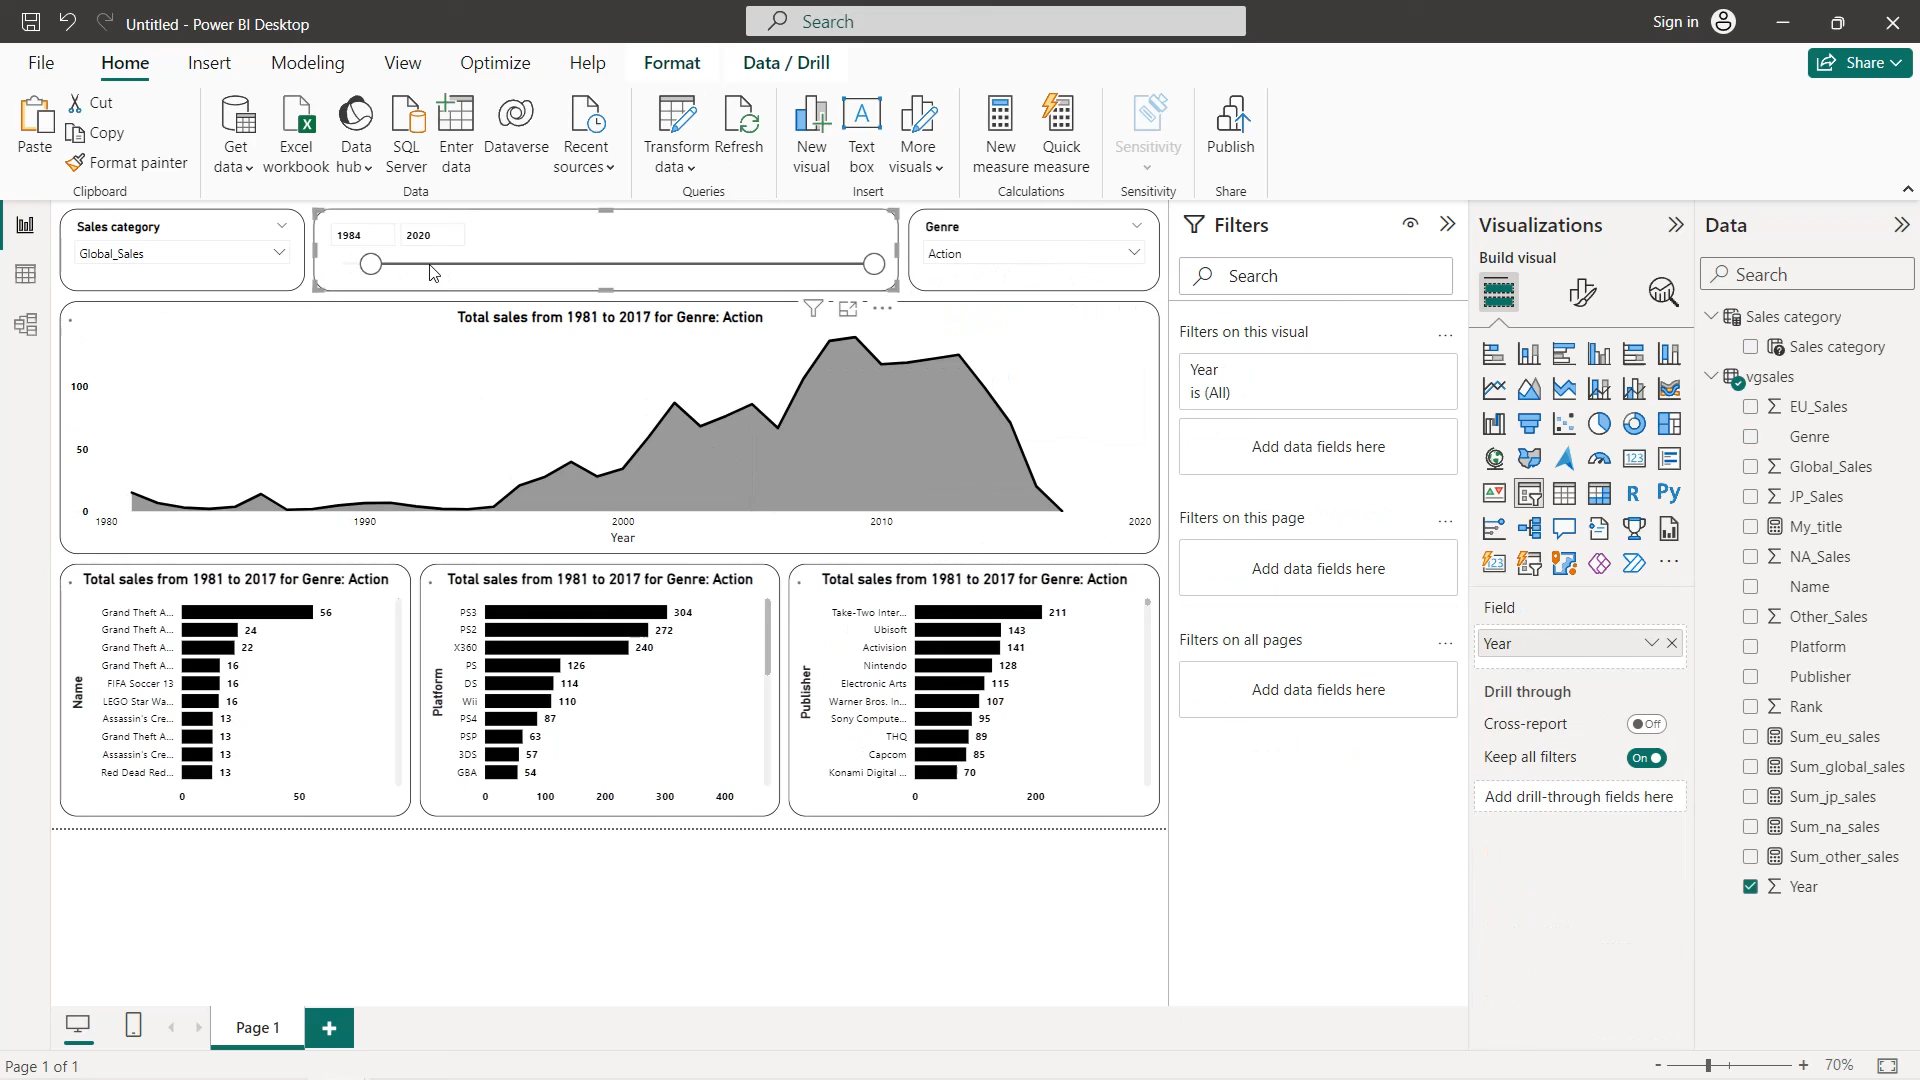 Untitled - Power BI Desktop
Search
Sign in
File
Home
Insert
Modeling
View
Optimize
Help
Format
Data / Drill
Share
Paste
Cut
Copy
Format painter
Clipboard
Get data
Excel workbook
Data hub
SQL Server
Enter data
Dataverse
Recent sources
Data
Transform data
Refresh
Queries
New visual
Text box
More visuals
Insert
New measure
Quick measure
Calculations
Sensitivity
Sensitivity
Publish
Share
Sales category
Global_Sales
1984
2020
Genre
Action
Total sales from 1981 to 2017 for Genre: Action
100
50
0
1980
1990
2000
2010
2020
Year
Total sales from 1981 to 2017 for Genre: Action
Name
Grand Theft A... 56
Grand Theft A... 24
Grand Theft A... 22
Grand Theft A... 16
FIFA Soccer 13 16
LEGO Star Wa... 16
Assassin's Cre... 13
Grand Theft A... 13
Assassin's Cre... 13
Red Dead Red... 13
0 50
Total sales from 1981 to 2017 for Genre: Action
Platform
PS3 304
PS2 272
X360 240
PS 126
DS 114
Wii 110
PS4 87
PSP 63
3DS 57
GBA 54
0 100 200 300 400
Total sales from 1981 to 2017 for Genre: Action
Publisher
Take-Two Inter... 211
Ubisoft 143
Activision 141
Nintendo 128
Electronic Arts 115
Warner Bros. In... 107
Sony Compute... 95
THQ 89
Capcom 85
Konami Digital ... 70
0 200
Filters
Search
Filters on this visual
Year
is (All)
Add data fields here
Filters on this page
Add data fields here
Filters on all pages
Add data fields here
Visualizations
Build visual
123
R
Py
123
Field
Year
Drill through
Cross-report
Off
Keep all filters
On
Add drill-through fields here
Data
Search
Sales category
Sales category
vgsales
EU_Sales
Genre
Global_Sales
JP_Sales
My_title
NA_Sales
Name
Other_Sales
Platform
Publisher
Rank
Sum_eu_sales
Sum_global_sales
Sum_jp_sales
Sum_na_sales
Sum_other_sales
Year
Page 1
Page 1 of 1
70%